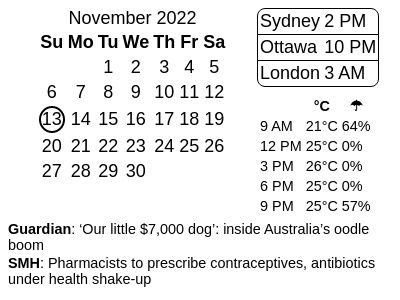 November 2022
Su Mo Tu We Th Fr Sa
1 2 3 4 5
6 7 8 9 10 11 12
13 14 15 16 17 18 19
20 21 22 23 24 25 26
27 28 29 30
Sydney 2 PM
Ottawa 10 PM
London 3 AM
°C ☂
9 AM 21°C 64%
12 PM 25°C 0%
3 PM 26°C 0%
6 PM 25°C 0%
9 PM 25°C 57%
Guardian: ‘Our little $7,000 dog’: inside Australia’s oodle
boom
SMH: Pharmacists to prescribe contraceptives, antibiotics
under health shake-up